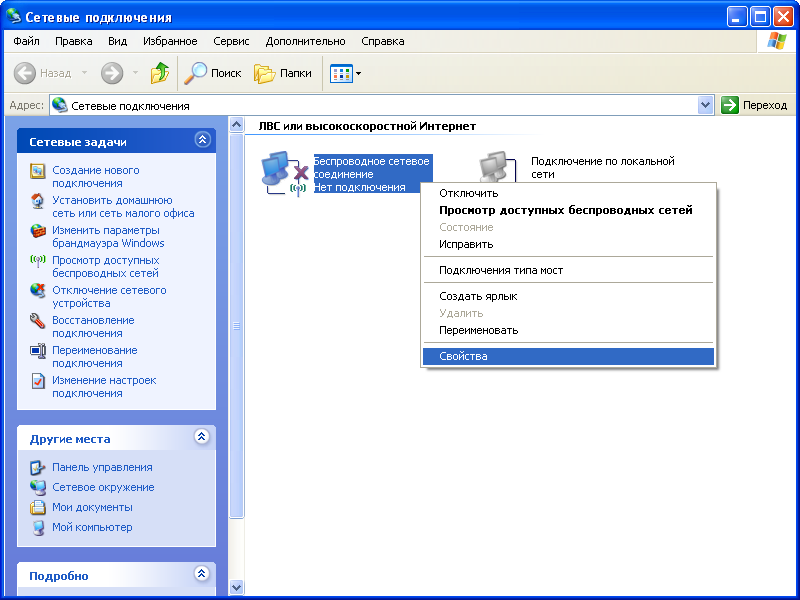 Сетевые подключения
Файл Правка Вид Избранное Сервис Дополнительно Справка
Назад Поиск Папки
Адрес: Сетевые подключения Переход
Сетевые задачи
Создание нового
подключения
Установить домашнюю
сеть или сеть малого офиса
Изменить параметры
брандмауэра Windows
Просмотр доступных
беспроводных сетей
Отключение сетевого
устройства
Восстановление
подключения
Переименование
подключения
Изменение настроек
подключения
Другие места
Панель управления
Сетевое окружение
Мои документы
Мой компьютер
Подробно
ЛВС или высокоскоростной Интернет
Беспроводное сетевое
соединение
Нет подключения
Подключение по локальной
сети
Отключить
Просмотр доступных беспроводных сетей
Состояние
Исправить
Подключения типа мост
Создать ярлык
Удалить
Переименовать
Свойства